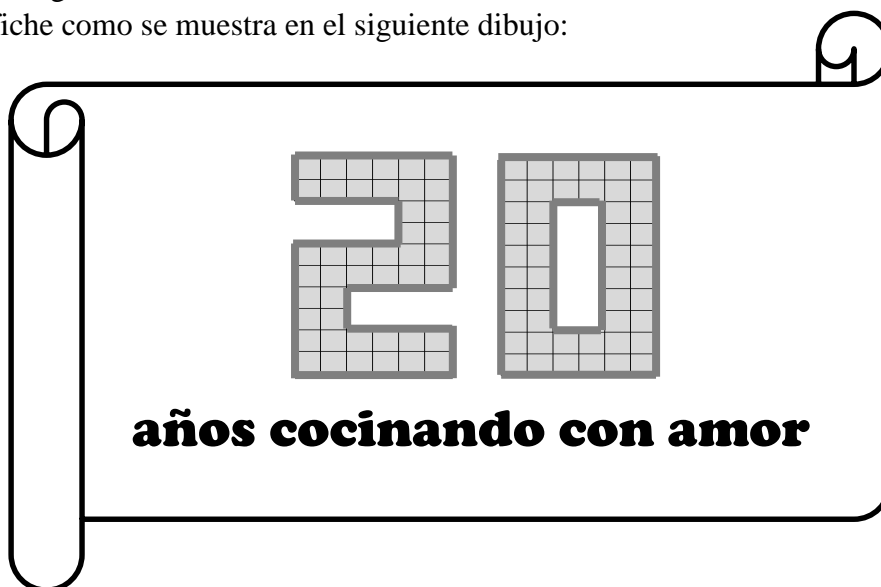 fiche como se muestra en el siguiente dibujo:
20
años cocinando con amor